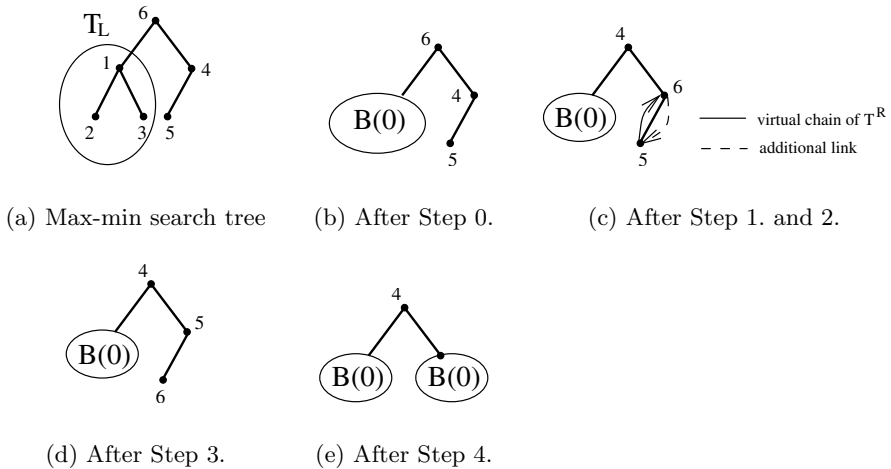 6
T_L
1
4
2
3
5
6
4
B(0)
5
4
6
B(0)
5
virtual chain of T^R
additional link
(a) Max-min search tree
(b) After Step 0.
(c) After Step 1. and 2.
4
5
B(0)
6
4
B(0)
B(0)
(d) After Step 3.
(e) After Step 4.